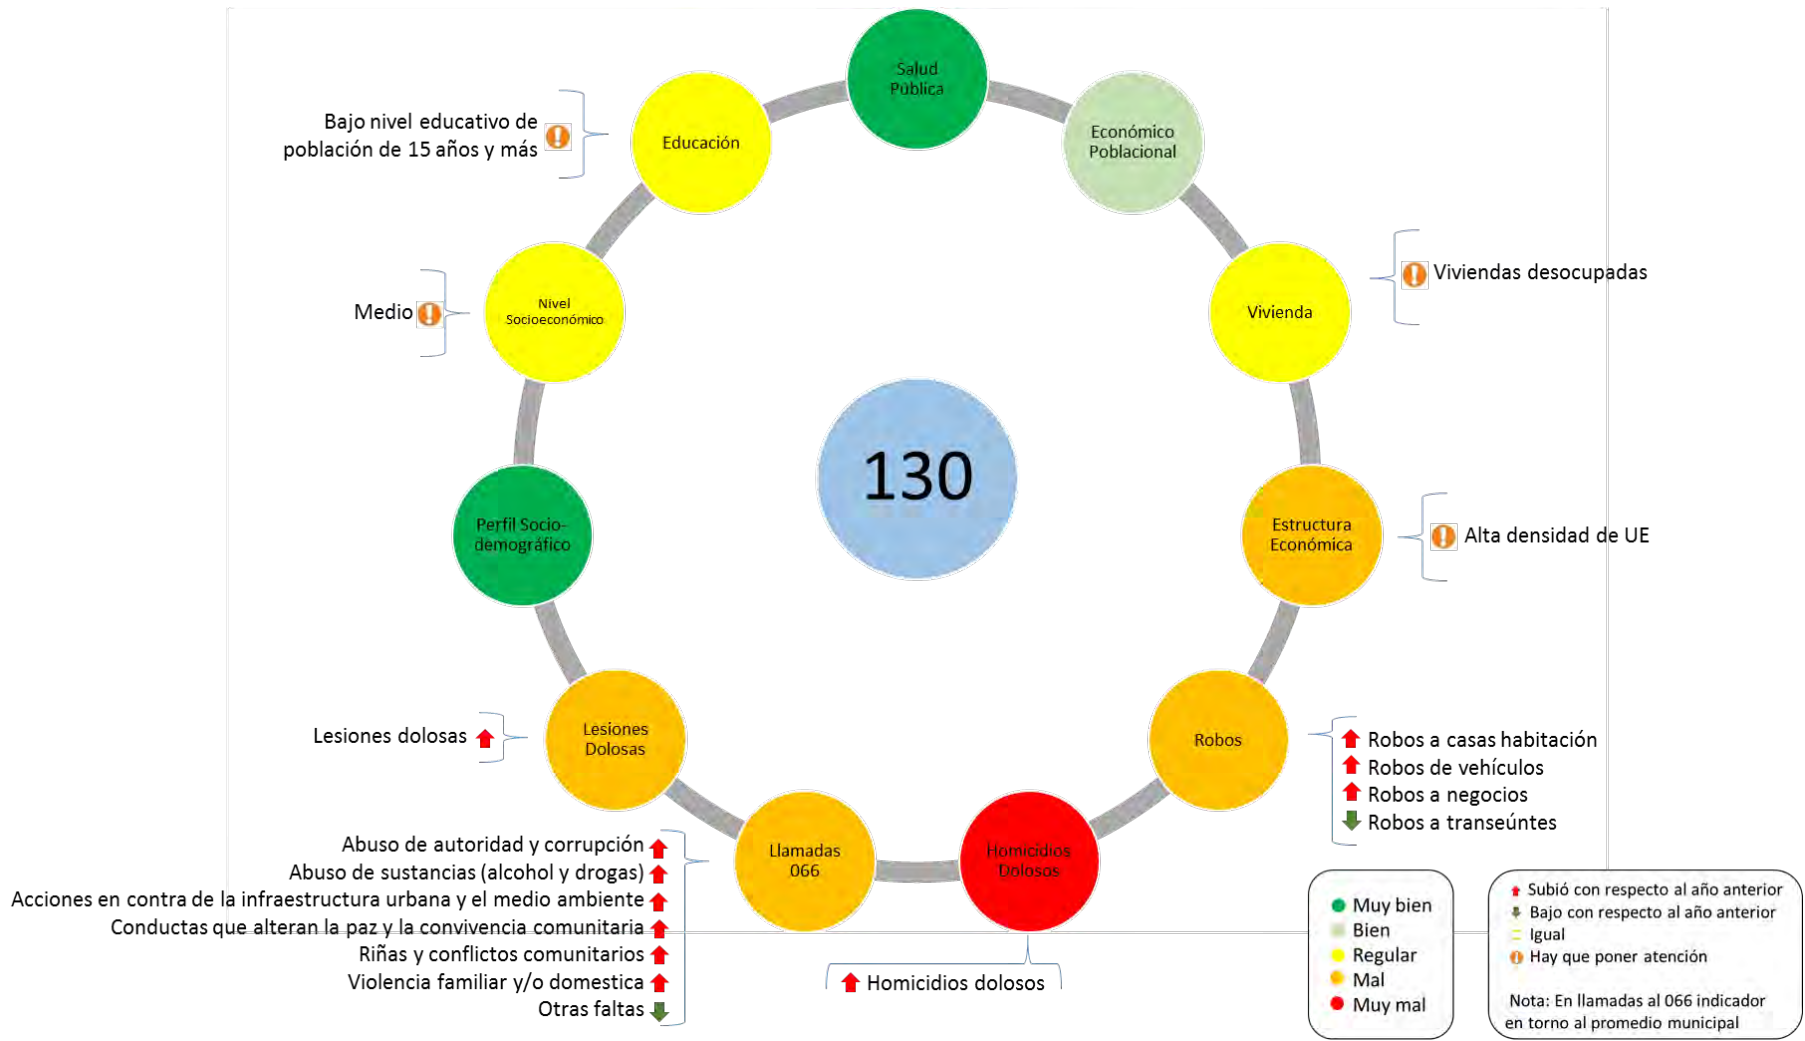 Salud
Pública
Económico
Poblacional
Educación
Bajo nivel educativo de
población de 15 años y más
Viviendas desocupadas
Vivienda
Medio
Nivel
Socioeconómico
130
Perfil Socio-
demográfico
Estructura
Económica
Alta densidad de UE
Lesiones dolosas
Lesiones
Dolosas
Robos
Robos a casas habitación
Robos de vehículos
Robos a negocios
Robos a transeúntes
Abuso de autoridad y corrupción
Abuso de sustancias (alcohol y drogas)
Acciones en contra de la infraestructura urbana y el medio ambiente
Conductas que alteran la paz y la convivencia comunitaria
Riñas y conflictos comunitarios
Violencia familiar y/o domestica
Otras faltas
Llamadas
066
Homicidios
Dolosos
Homicidios dolosos
Muy bien
Bien
Regular
Mal
Muy mal
Subió con respecto al año anterior
Bajo con respecto al año anterior
Igual
Hay que poner atención
Nota: En llamadas al 066 indicador
en torno al promedio municipal